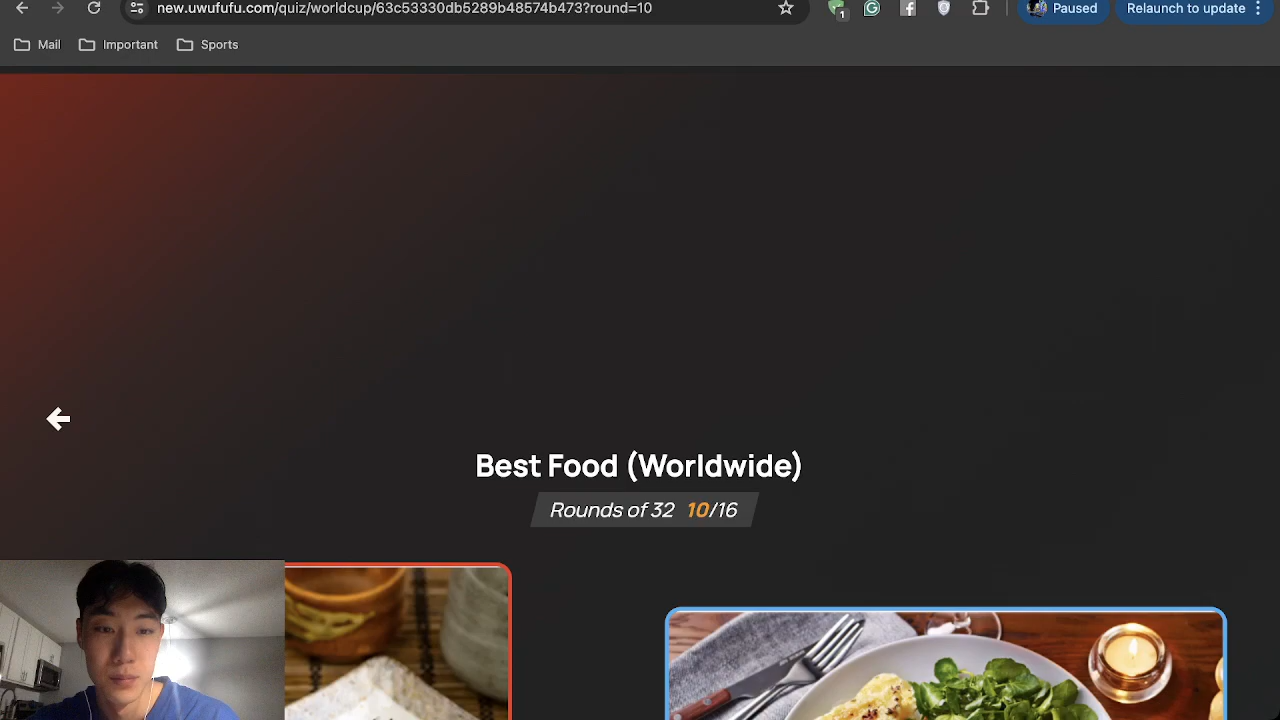 new.uwufufu.com/quiz/worldcup/63c53330db5289b48574b473?round=10
1
Paused
Relaunch to update
Mail
Important
Sports
Best Food (Worldwide)
Rounds of 32 10/16